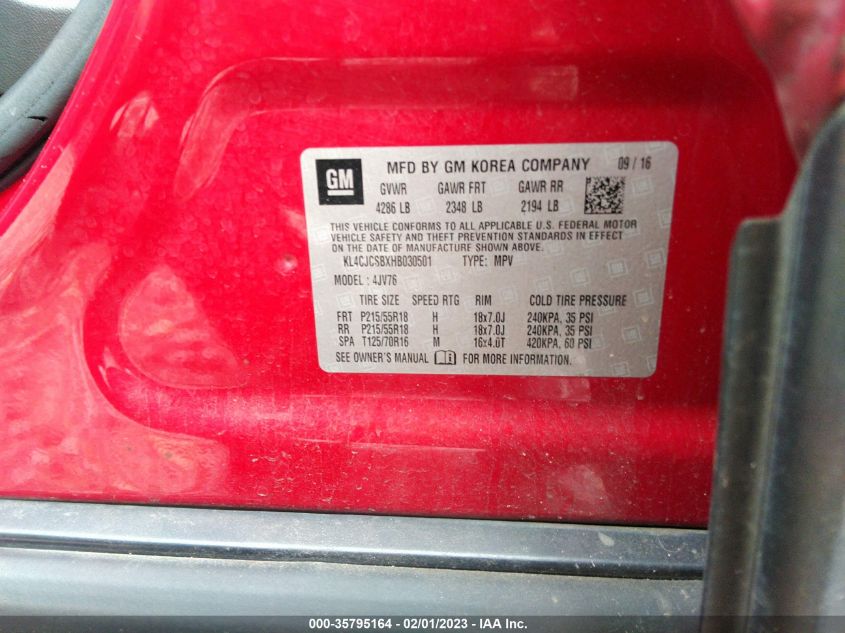 GM
MFD BY GM KOREA COMPANY 09/16
GVWR GAWR FRT GAWR RR
4286 LB 2348 LB 2194 LB
THIS VEHICLE CONFORMS TO ALL APPLICABLE U.S. FEDERAL MOTOR
VEHICLE SAFETY AND THEFT PREVENTION STANDARDS IN EFFECT
ON THE DATE OF MANUFACTURE SHOWN ABOVE.
KL4CJCSBXHB030501 TYPE: MPV
MODEL: 4JV76
TIRE SIZE SPEED RTG RIM COLD TIRE PRESSURE
FRT P215/55R18 H 18x7.0J 240KPA, 35 PSI
RR P215/55R18 H 18x7.0J 240KPA, 35 PSI
SPA T125/70R16 M 16x4.0T 420KPA, 60 PSI
SEE OWNER'S MANUAL FOR MORE INFORMATION.
000-35795164 - 02/01/2023 - © IAA Inc.